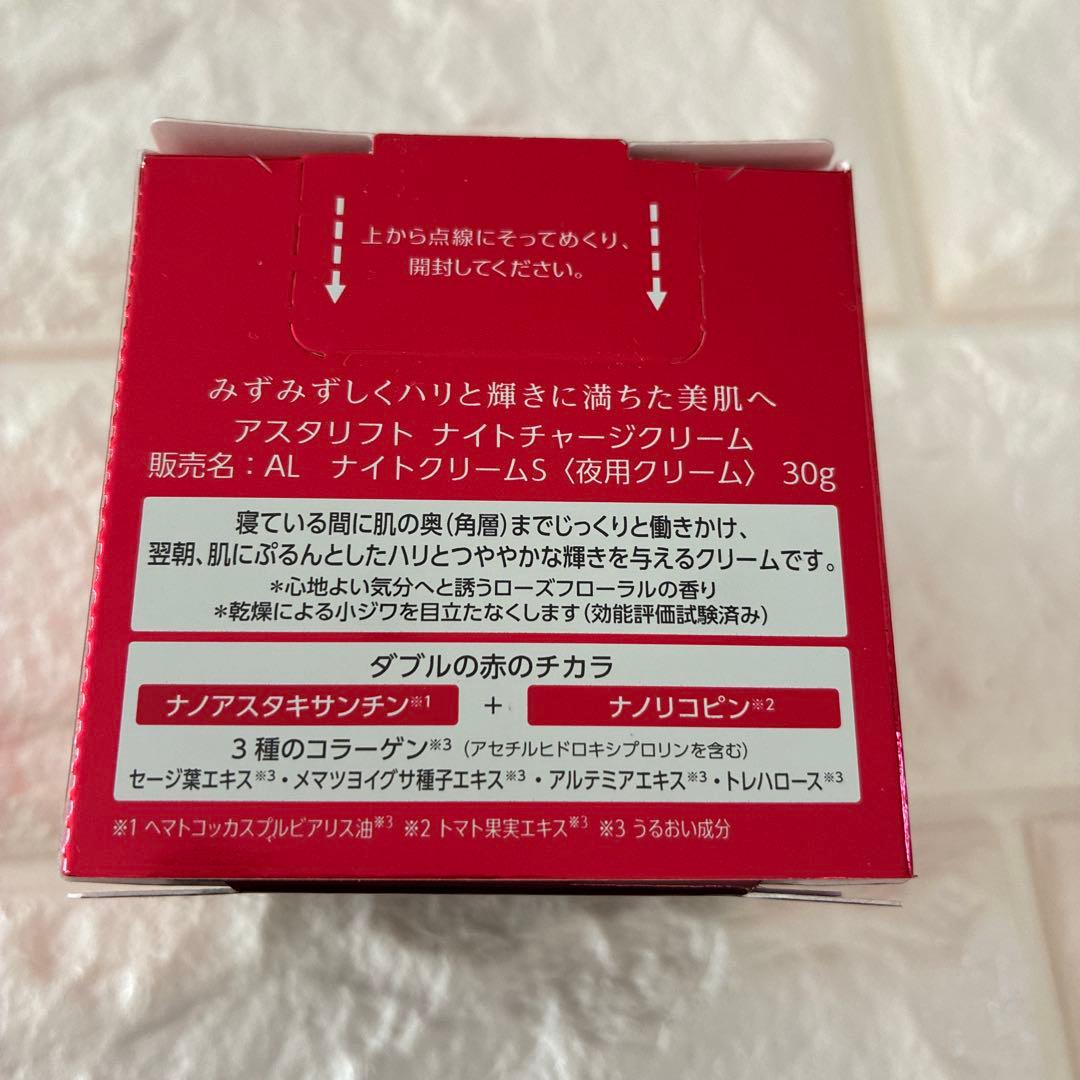 上から点線にそってめくり、
開封してください。
みずみずしくハリと輝きに満ちた美肌へ
アスタリフト ナイトチャージクリーム
販売名：AL ナイトクリームS〈夜用クリーム〉 30g
寝ている間に肌の奥(角層)までじっくりと働きかけ、
翌朝、肌にぷるんとしたハリとつややかな輝きを与えるクリームです。
＊心地よい気分へと誘うローズフローラルの香り
＊乾燥による小ジワを目立たなくします(効能評価試験済み)
ダブルの赤のチカラ
ナノアスタキサンチン※1 + ナノリコピン※2
3種のコラーゲン※3 (アセチルヒドロキシプロリンを含む)
セージ葉エキス※3・メマツヨイグサ種子エキス※3・アルテミアエキス※3・トレハロース※3
※1 ヘマトコッカスプルビアリス油※3 ※2 トマト果実エキス※3 ※3 うるおい成分